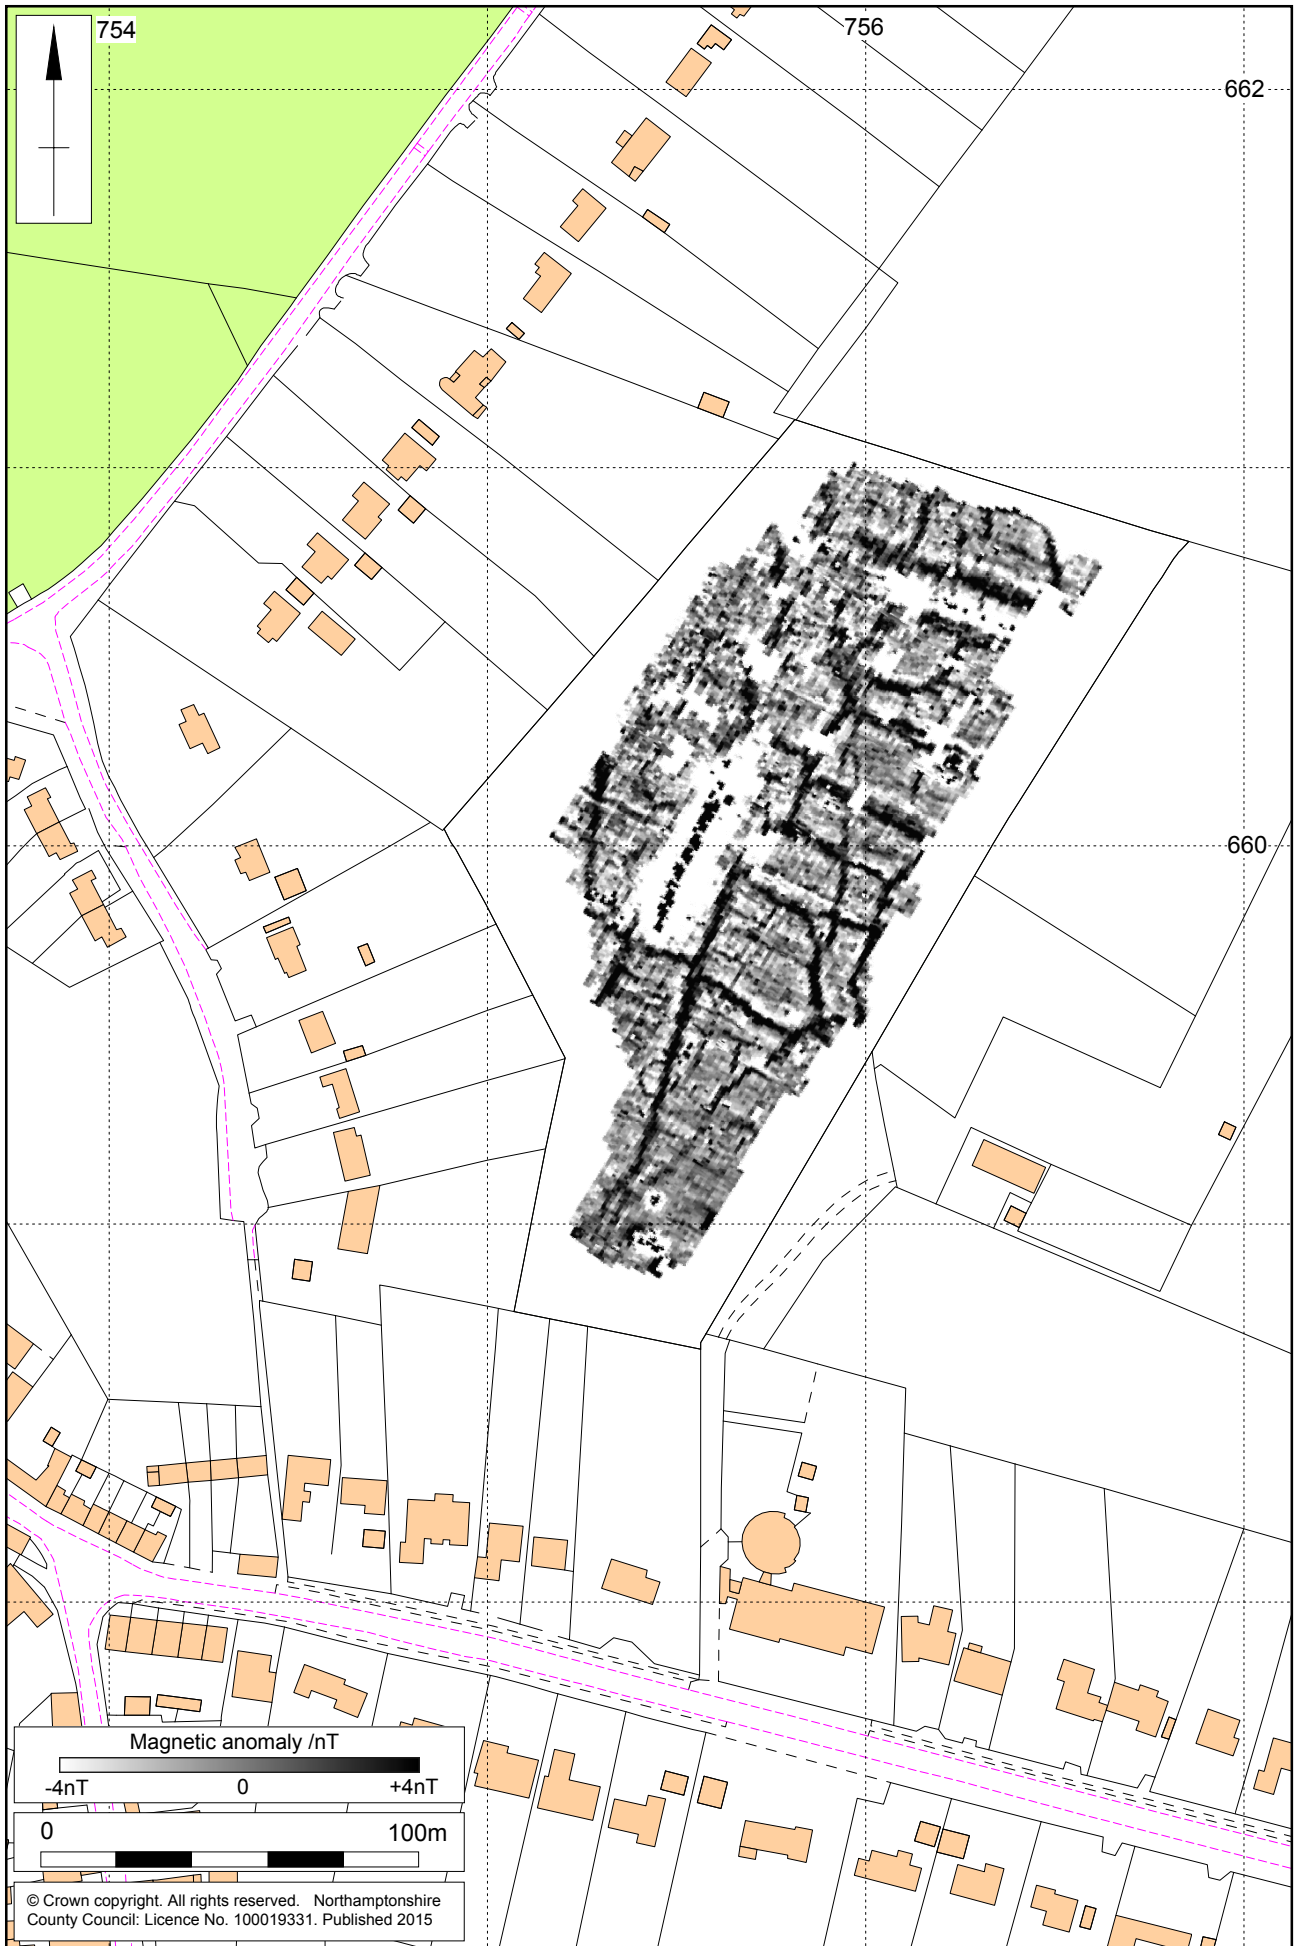 754
756
662
660
Magnetic anomaly /nT
-4nT 0 +4nT
0 100m
© Crown copyright. All rights reserved. Northamptonshire
County Council: Licence No. 100019331. Published 2015